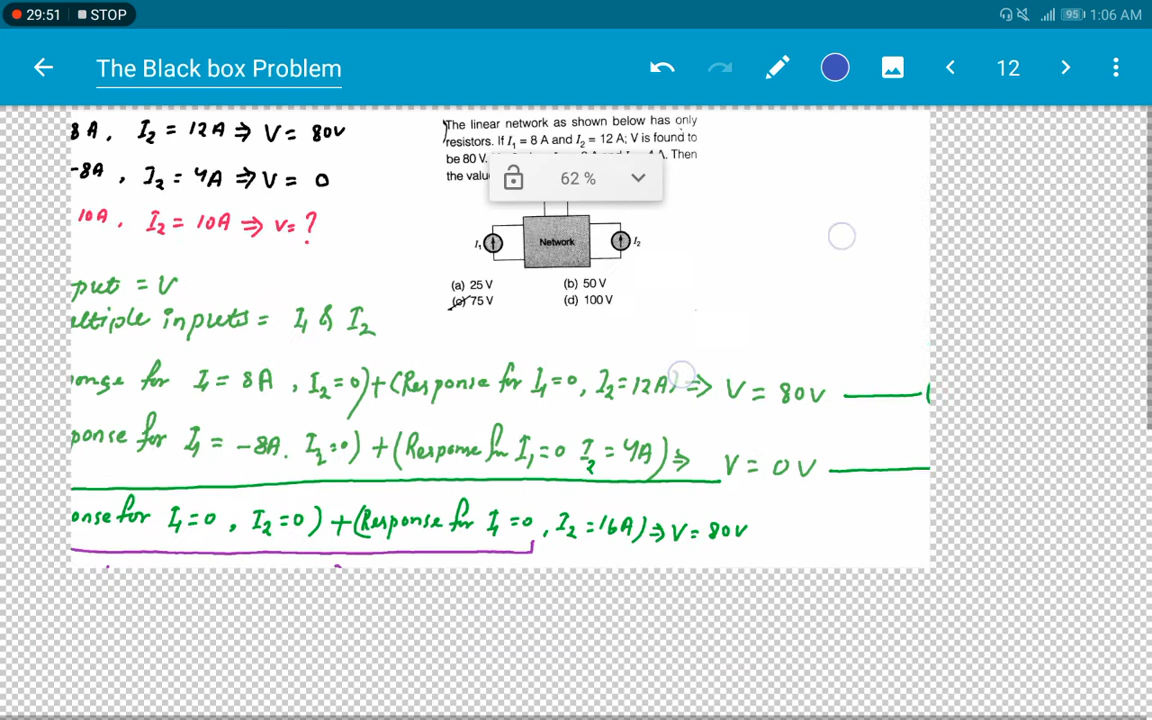 29:51 STOP 95 1:06 AM
The Black box Problem 12
8A, I2 = 12A ⇒ V = 80V
-8A, I2 = 4A ⇒ V = 0
10A, I2 = 10A ⇒ V= ?
The linear network as shown below has only
resistors. If I1 = 8 A and I2 = 12 A; V is found to
be 80 V. Then
the valu
62 %
I1 Network I2
(a) 25 V (b) 50 V
(c) 75 V (d) 100 V
put = V
ltiple inputs = I1 & I2
onse for I1 = 8A, I2=0)+(Response for I1=0, I2=12A) ⇒ V = 80V
ponse for I1 = -8A. I2=0) +(Response for I1=0 I2=4A) ⇒ V = 0V
onse for I1=0, I2=0) +(Response for I1=0, I2=16A) ⇒ V= 80V